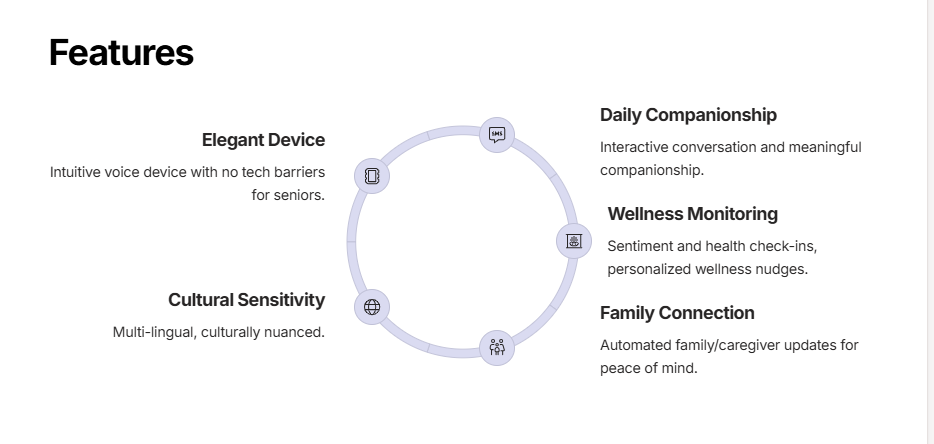 Features
Elegant Device
Intuitive voice device with no tech barriers
for seniors.
Cultural Sensitivity
Multi-lingual, culturally nuanced.
SMS
Daily Companionship
Interactive conversation and meaningful
companionship.
Wellness Monitoring
Sentiment and health check-ins,
personalized wellness nudges.
Family Connection
Automated family/caregiver updates for
peace of mind.